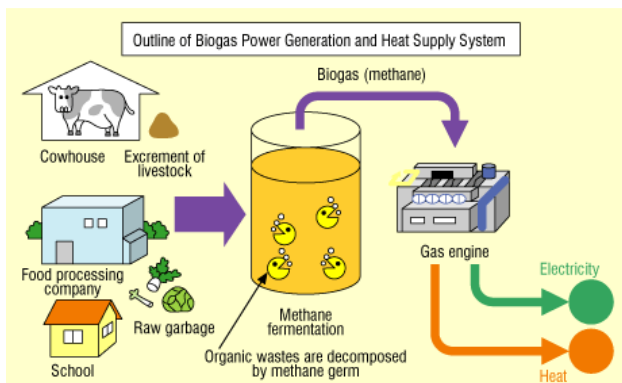 Outline of Biogas Power Generation and Heat Supply System
Biogas (methane)
Cowhouse
Excrement of
livestock
Food processing
company
Raw garbage
School
Methane
fermentation
Organic wastes are decomposed
by methane germ
Gas engine
Electricity
Heat